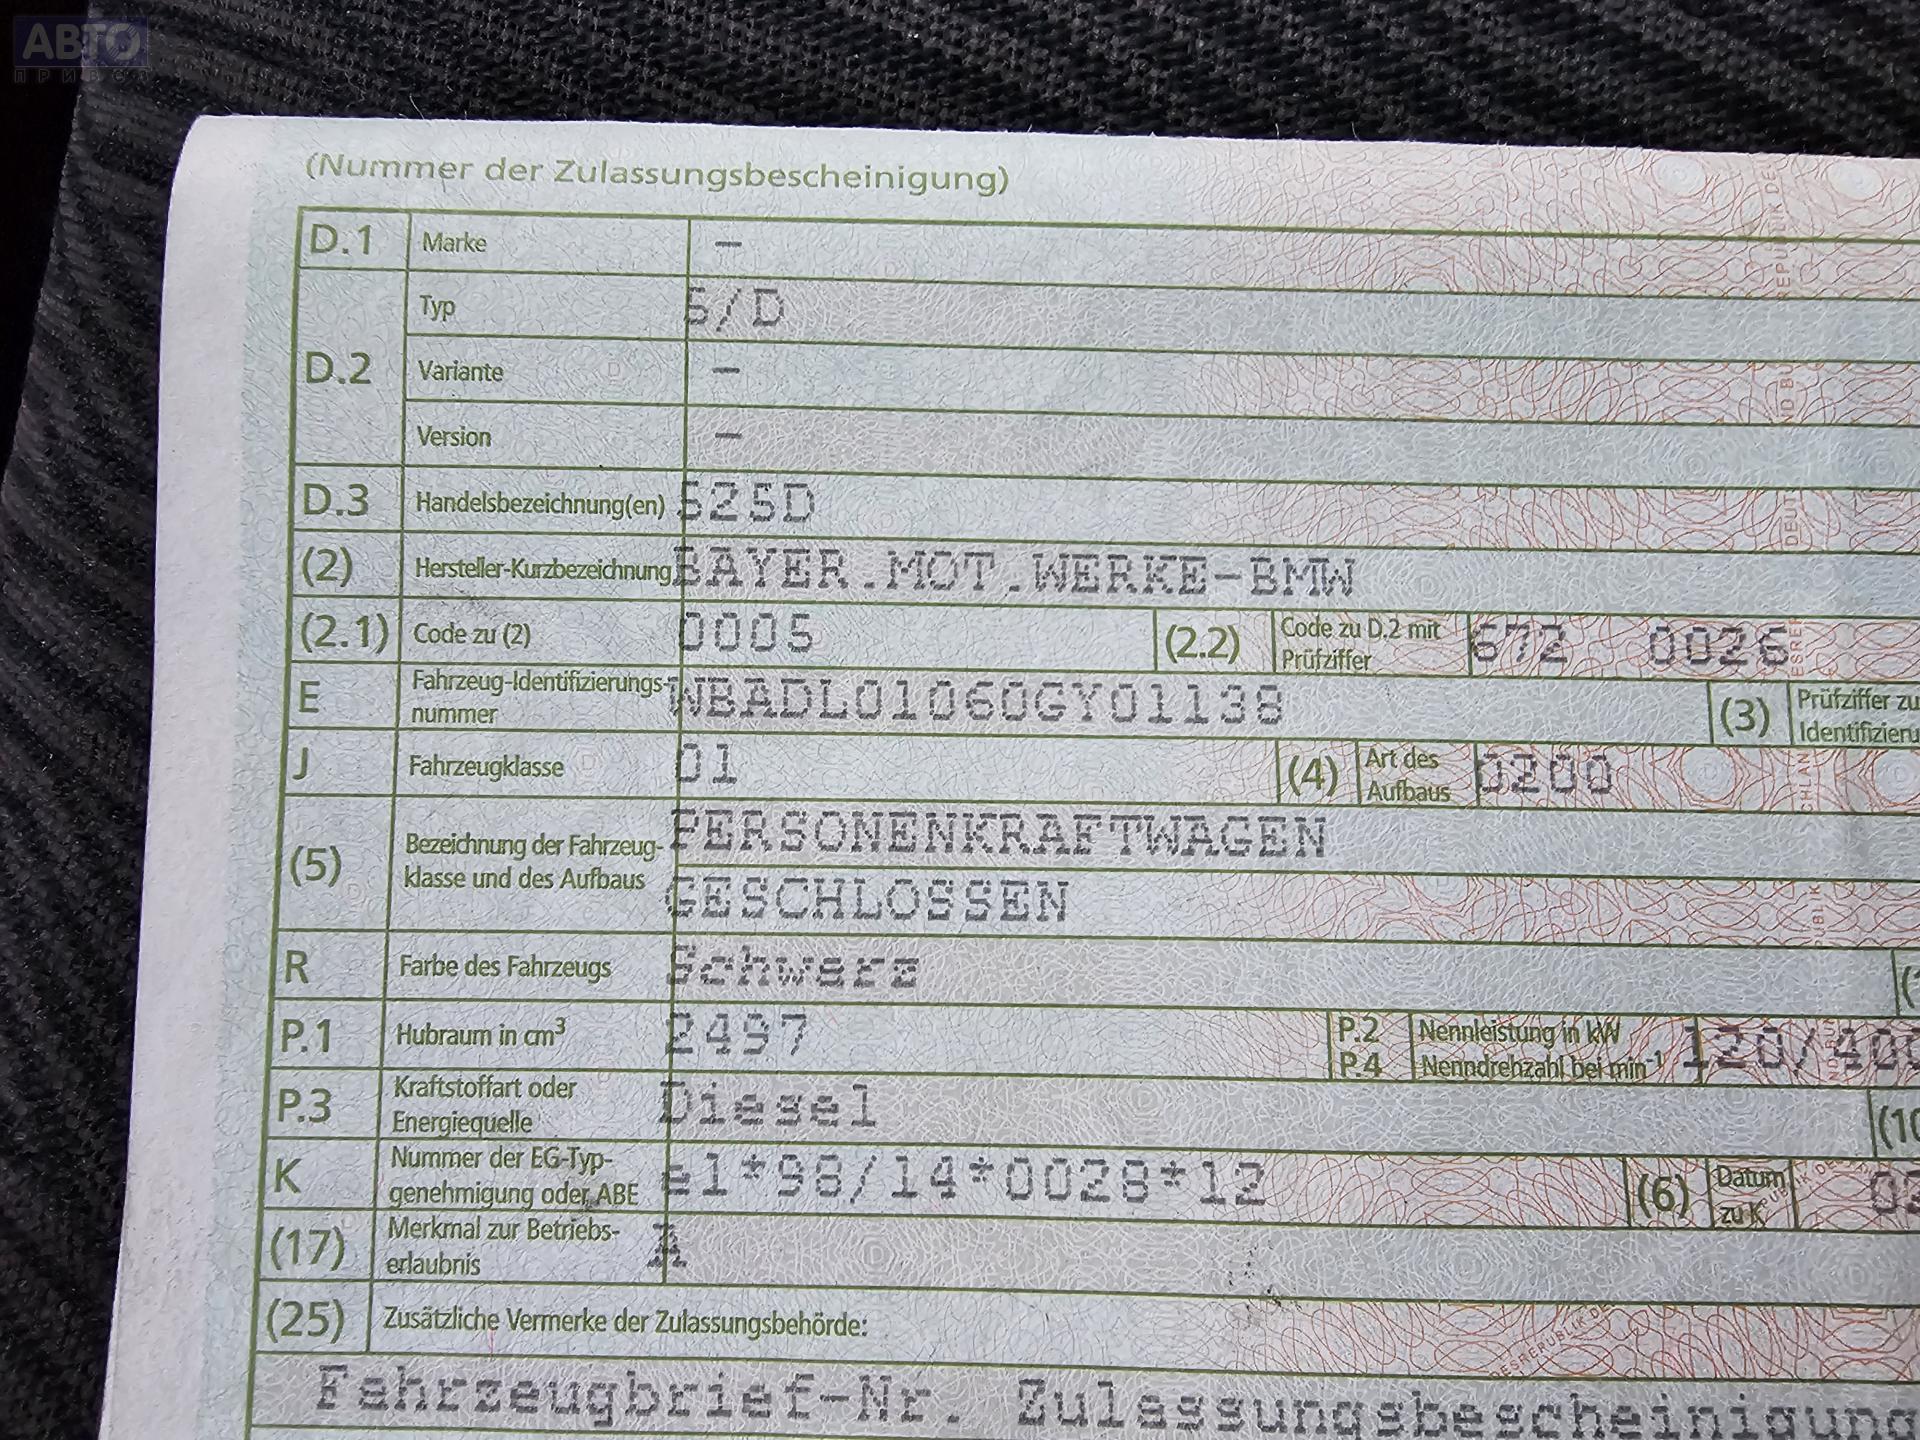 АВТО
ПРИВОЗ
(Nummer der Zulassungsbescheinigung)
D.1 Marke –
D.2 Typ 5/D
Variante –
Version –
D.3 Handelsbezeichnung(en) 525D
(2) Hersteller-Kurzbezeichnung BAYER.MOT.WERKE-BMW
(2.1) Code zu (2) 0005 (2.2) Code zu D.2 mit Prüfziffer 672 0026
E Fahrzeug-Identifizierungs-nummer WBADL01060GY01138 (3) Prüfziffer zu
J Fahrzeugklasse 01 (4) Art des Aufbaus 0200
(5) Bezeichnung der Fahrzeug-klasse und des Aufbaus PERSONENKRAFTWAGEN
GESCHLOSSEN
R Farbe des Fahrzeugs Schwarz
P.1 Hubraum in cm³ 2497 P.2 P.4 Nennleistung in kW Nenndrehzahl bei min⁻¹ 120/400
P.3 Kraftstoffart oder Energiequelle Diesel (10
K Nummer der EG-Typ-genehmigung oder ABE e1*98/14*0028*12 (6) Datum zu K 02
(17) Merkmal zur Betriebs-erlaubnis A
(25) Zusätzliche Vermerke der Zulassungsbehörde:
Fahrzeugbrief-Nr. Zulassungsbescheinigung